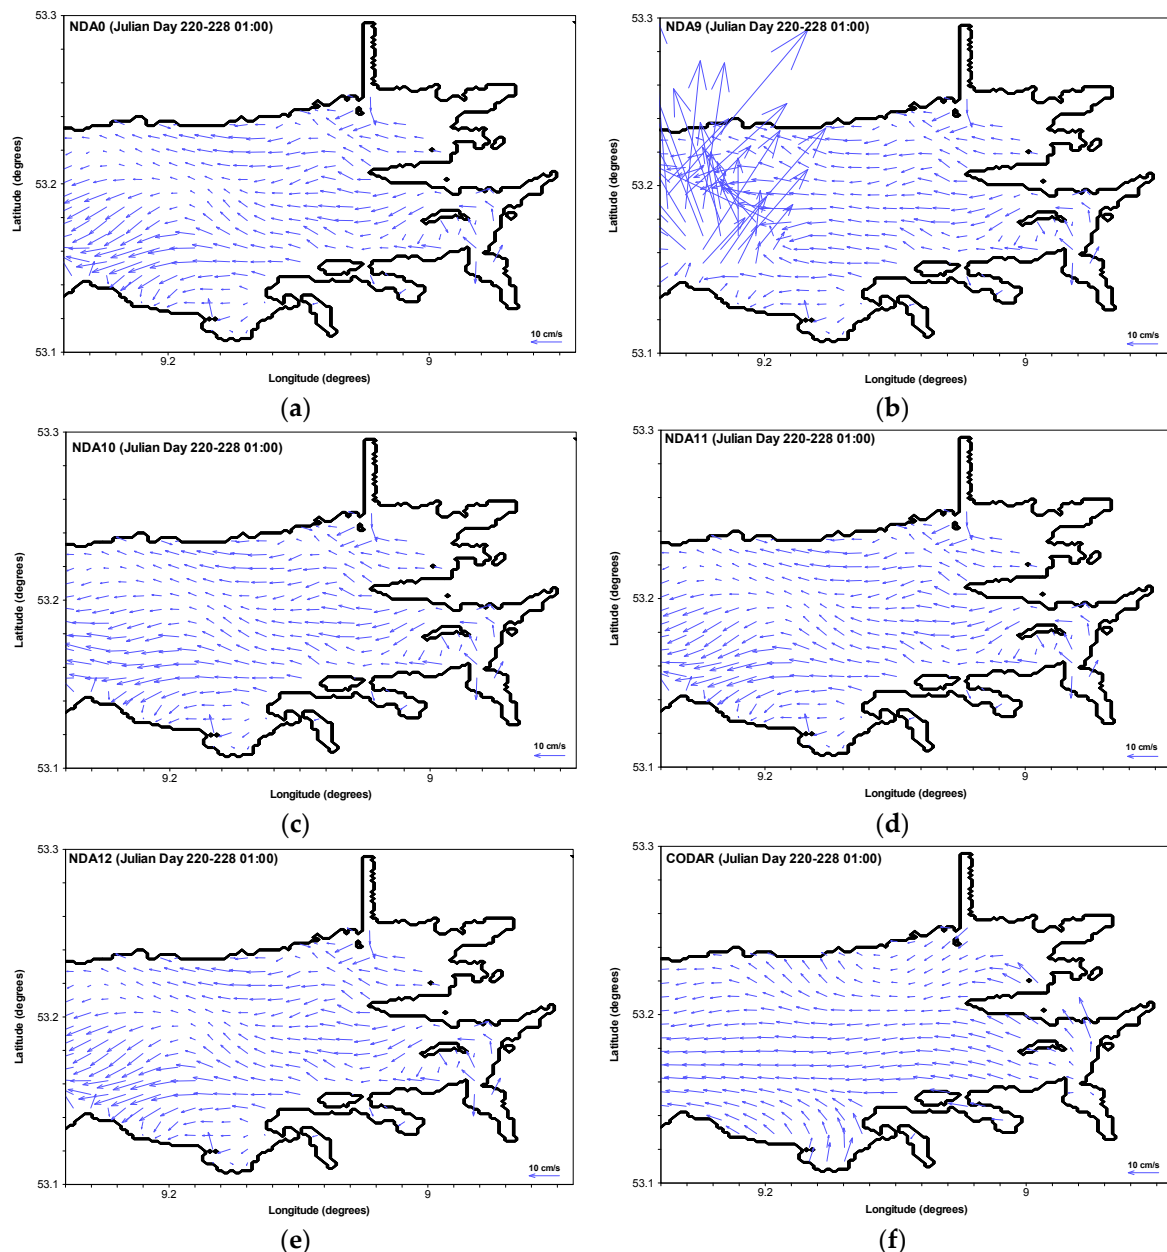 53.3
NDA0 (Julian Day 220-228 01:00)
Latitude (degrees)
53.2
10 cm/s
53.1
9.2
9
Longitude (degrees)
(a)
53.3
NDA9 (Julian Day 220-228 01:00)
Latitude (degrees)
53.2
10 cm/s
53.1
9.2
9
Longitude (degrees)
(b)
53.3
NDA10 (Julian Day 220-228 01:00)
Latitude (degrees)
53.2
10 cm/s
53.1
9.2
9
Longitude (degrees)
(c)
53.3
NDA11 (Julian Day 220-228 01:00)
Latitude (degrees)
53.2
10 cm/s
53.1
9.2
9
Longitude (degrees)
(d)
53.3
NDA12 (Julian Day 220-228 01:00)
Latitude (degrees)
53.2
10 cm/s
53.1
9.2
9
Longitude (degrees)
(e)
53.3
CODAR (Julian Day 220-228 01:00)
Latitude (degrees)
53.2
10 cm/s
53.1
9.2
9
Longitude (degrees)
(f)